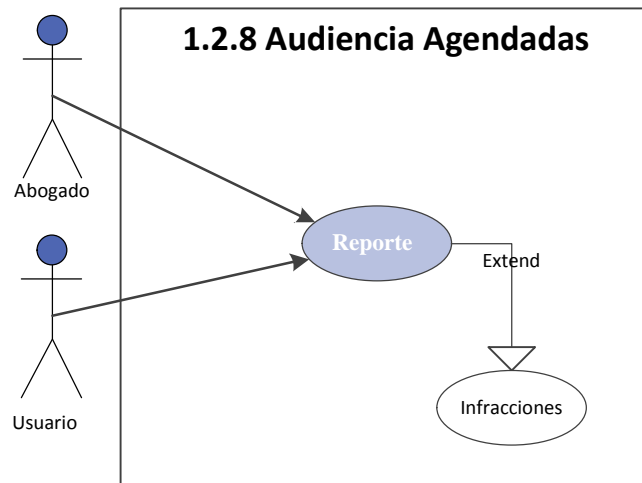 1.2.8 Audiencia Agendadas
Abogado
Reporte
Extend
Infracciones
Usuario